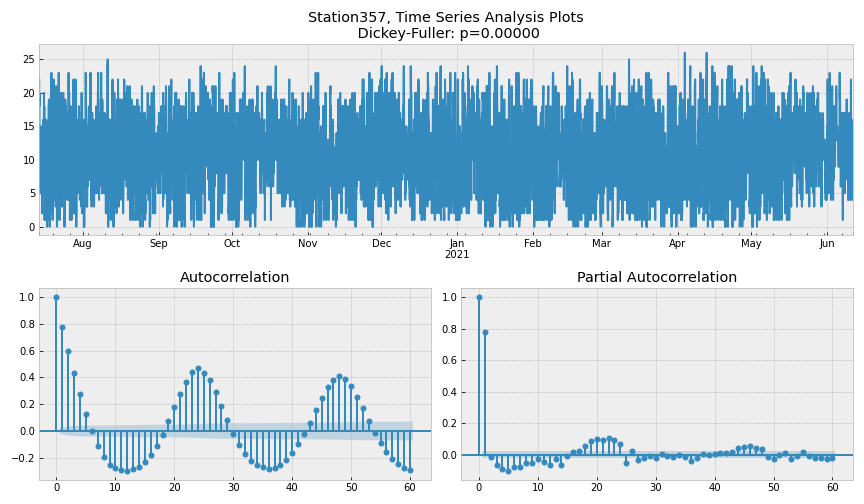 Station357, Time Series Analysis Plots
Dickey-Fuller: p=0.00000
25
20
15
10
5
0
Aug Sep Oct Nov Dec Jan Feb Mar Apr May Jun
2021
Autocorrelation
1.0
0.8
0.6
0.4
0.2
0.0
−0.2
0 10 20 30 40 50 60
Partial Autocorrelation
1.0
0.8
0.6
0.4
0.2
0.0
0 10 20 30 40 50 60